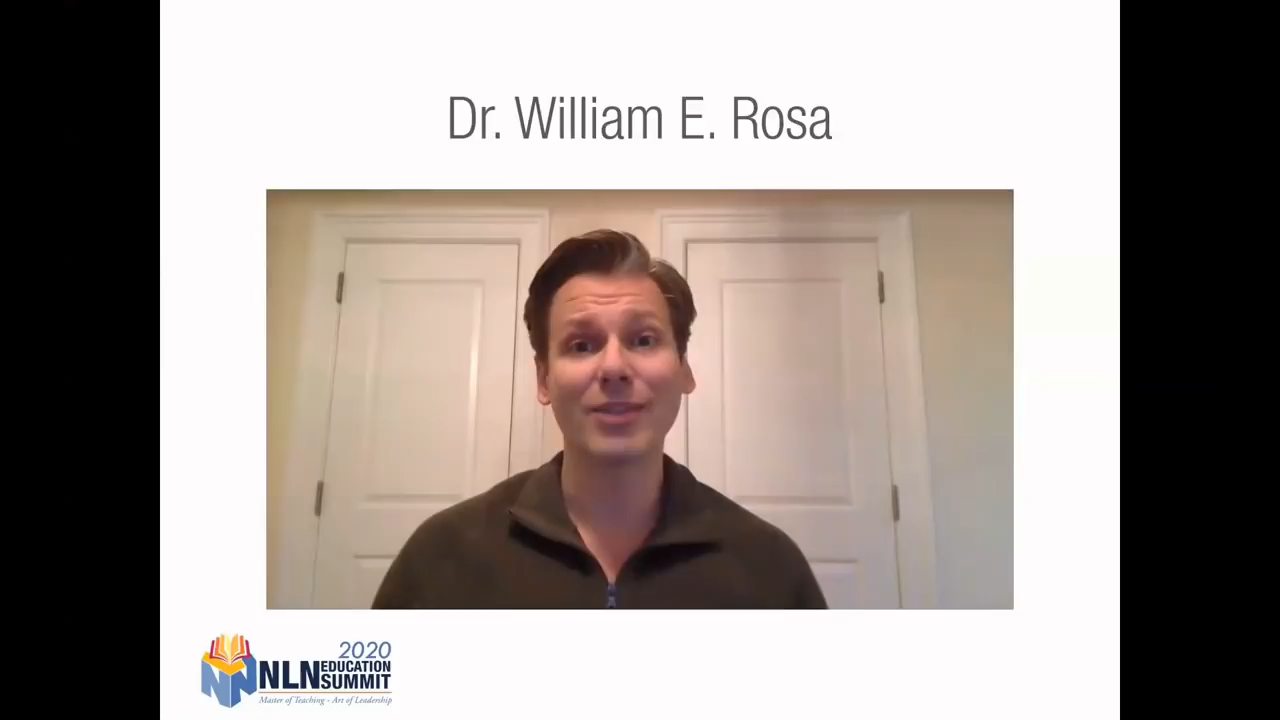 Dr. William E. Rosa
2020
NLN EDUCATION
SUMMIT
Master of Teaching - Art of Leadership